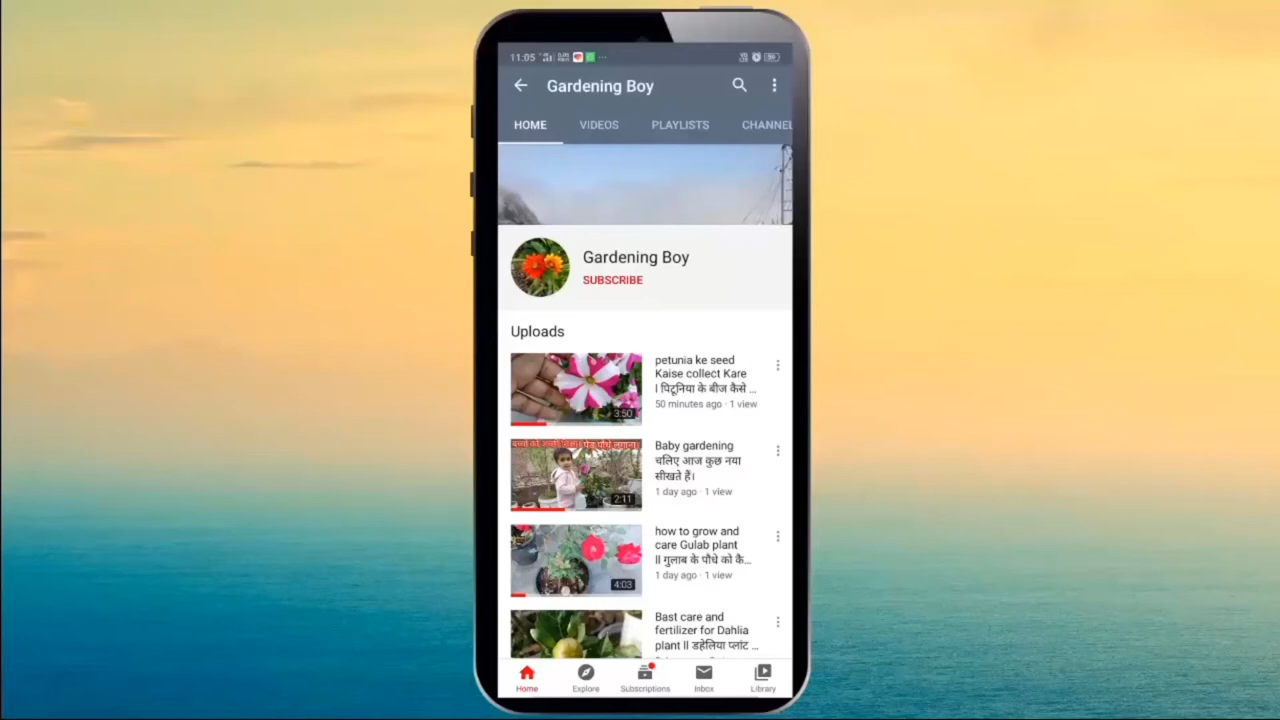 11:05
Gardening Boy
HOME VIDEOS PLAYLISTS CHANNEL
Gardening Boy
SUBSCRIBE
Uploads
petunia ke seed
Kaise collect Kare
l पिटूनिया के बीज कैसे ...
50 minutes ago · 1 view
3:50
Baby gardening
चलिए आज कुछ नया
सीखते हैं।
1 day ago · 1 view
2:11
how to grow and
care Gulab plant
ll गुलाब के पौधे को कै...
1 day ago · 1 view
4:03
Bast care and
fertilizer for Dahlia
plant ll डहेलिया प्लांट ...
Home Explore Subscriptions Inbox Library